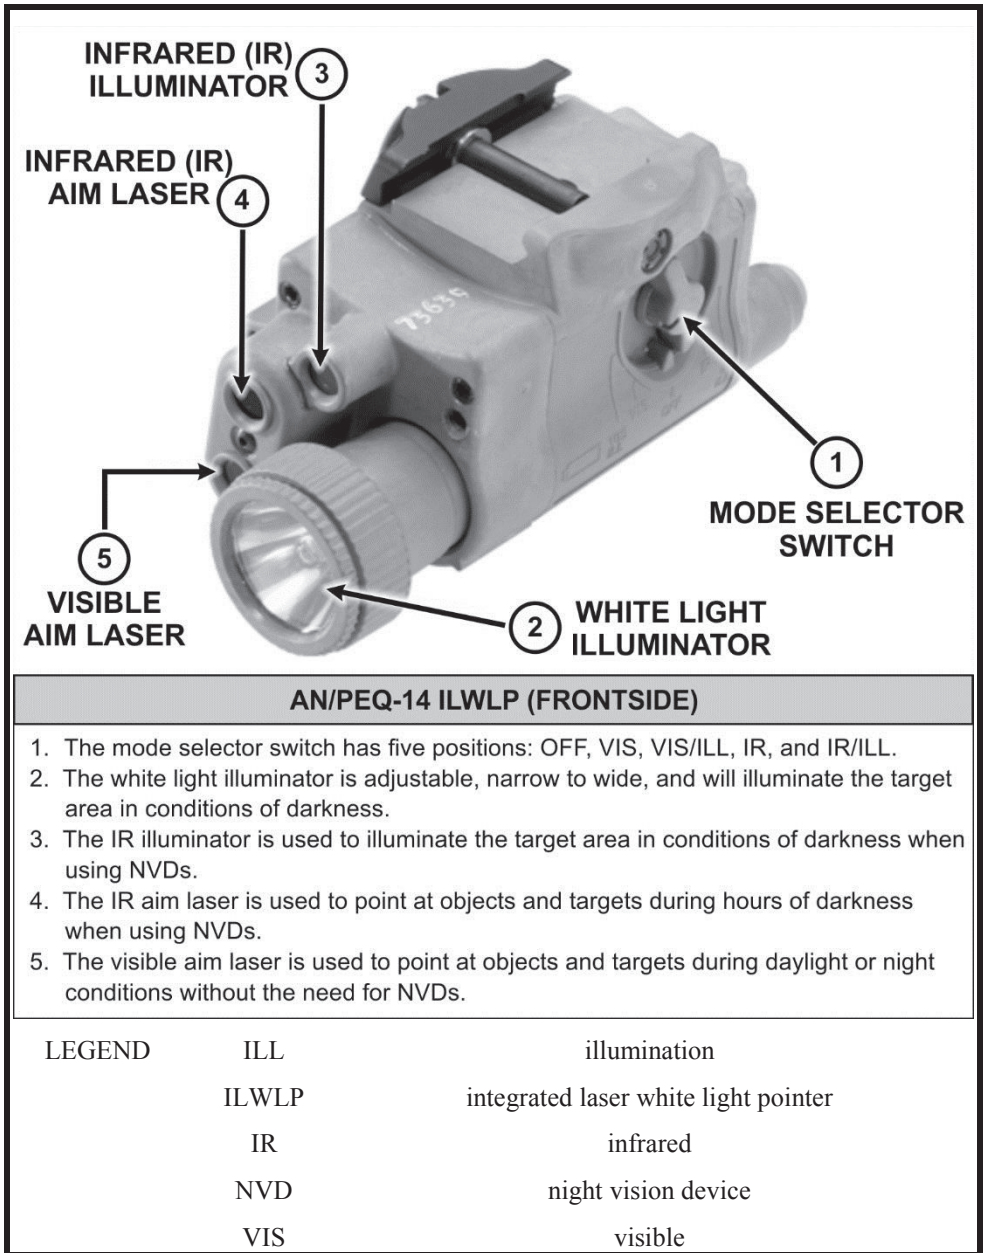 INFRARED (IR)
ILLUMINATOR
3
INFRARED (IR)
AIM LASER
4
73639
1
MODE SELECTOR
SWITCH
5
VISIBLE
AIM LASER
2
WHITE LIGHT
ILLUMINATOR
AN/PEQ-14 ILWLP (FRONTSIDE)
1. The mode selector switch has five positions: OFF, VIS, VIS/ILL, IR, and IR/ILL.
2. The white light illuminator is adjustable, narrow to wide, and will illuminate the target
area in conditions of darkness.
3. The IR illuminator is used to illuminate the target area in conditions of darkness when
using NVDs.
4. The IR aim laser is used to point at objects and targets during hours of darkness
when using NVDs.
5. The visible aim laser is used to point at objects and targets during daylight or night
conditions without the need for NVDs.
LEGEND ILL illumination
ILWLP integrated laser white light pointer
IR infrared
NVD night vision device
VIS visible